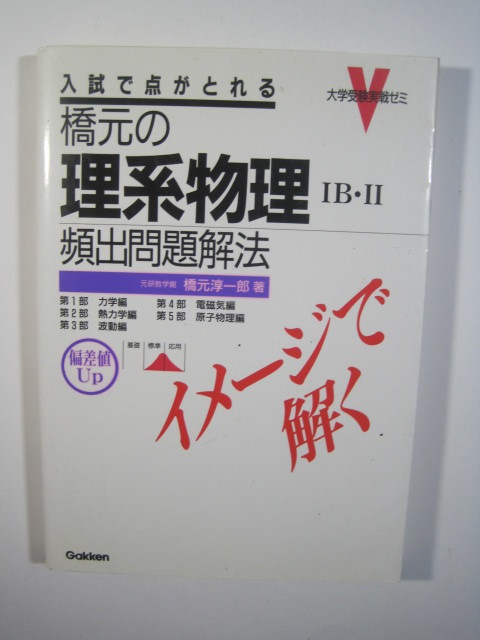 入試で点がとれる
大学受験実戦ゼミ
V
橋元の
理系物理 IB・II
頻出問題解法
元研数学館 橋元淳一郎 著
第1部 力学編 第4部 電磁気編
第2部 熱力学編 第5部 原子物理編
第3部 波動編
偏差値
Up
基礎 標準 応用
イメージで
解く
Gakken